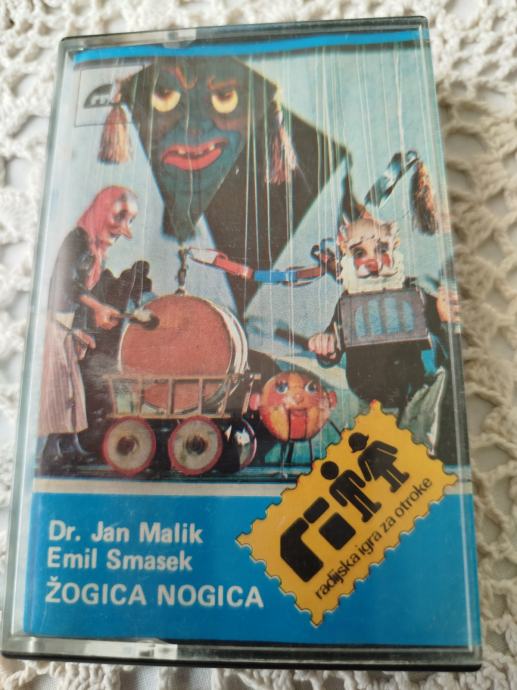 Dr. Jan Malik
Emil Smasek
ŽOGICA NOGICA
radijska igra za otroke